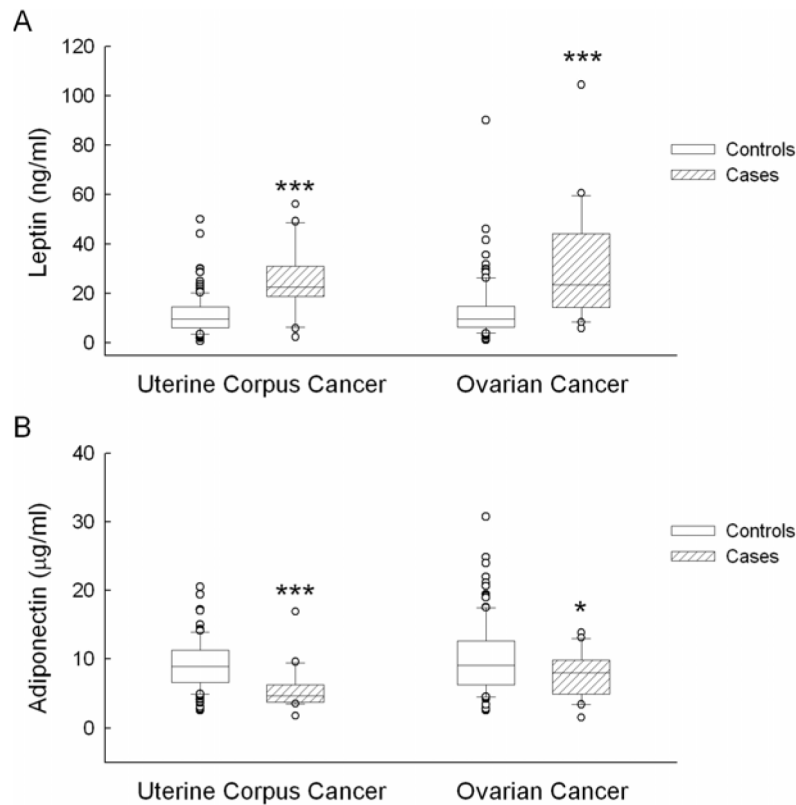 A
120
100
80
60
40
20
0
Leptin (ng/ml)
***
***
Controls
Cases
Uterine Corpus Cancer
Ovarian Cancer
B
40
30
20
10
0
Adiponectin (μg/ml)
***
*
Controls
Cases
Uterine Corpus Cancer
Ovarian Cancer